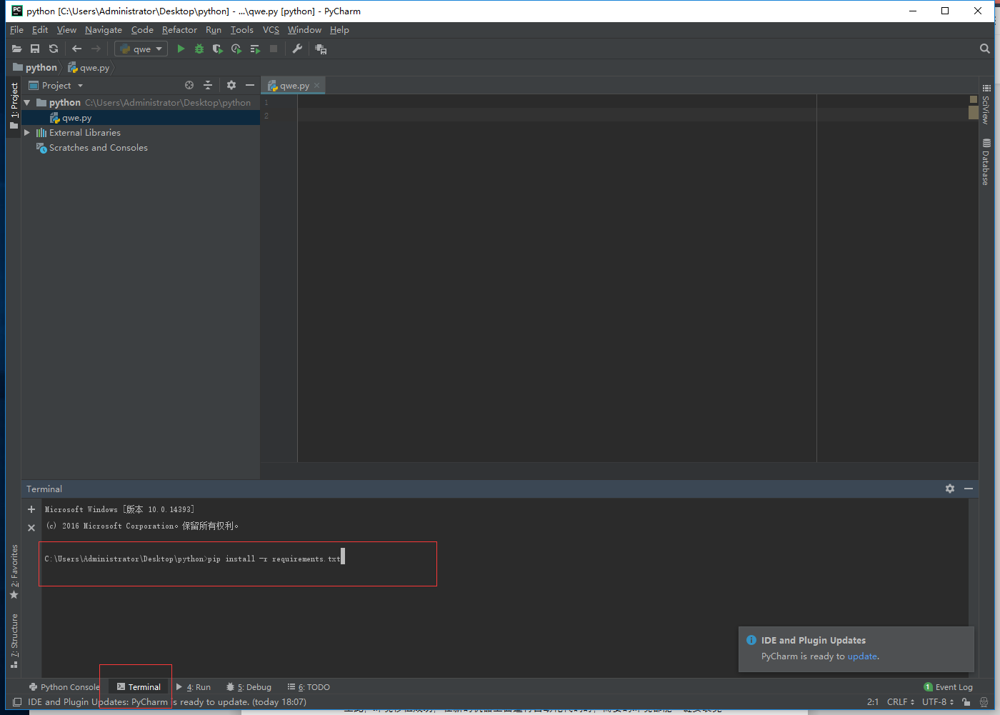 python [C:\Users\Administrator\Desktop\python] - ...\qwe.py [python] - PyCharm
File Edit View Navigate Code Refactor Run Tools VCS Window Help
qwe
python qwe.py
Project
qwe.py
1: Project
python C:\Users\Administrator\Desktop\python
qwe.py
External Libraries
Scratches and Consoles
1
2
SciView
Database
Terminal
Microsoft Windows [版本 10.0.14393]
(c) 2016 Microsoft Corporation。保留所有权利。
C:\Users\Administrator\Desktop\python>pip install -r requirements.txt
2: Favorites
7: Structure
IDE and Plugin Updates
PyCharm is ready to update.
Python Console Terminal 4: Run 5: Debug 6: TODO 1 Event Log
IDE and Plugin Updates: PyCharm is ready to update. (today 18:07) 2:1 CRLF UTF-8